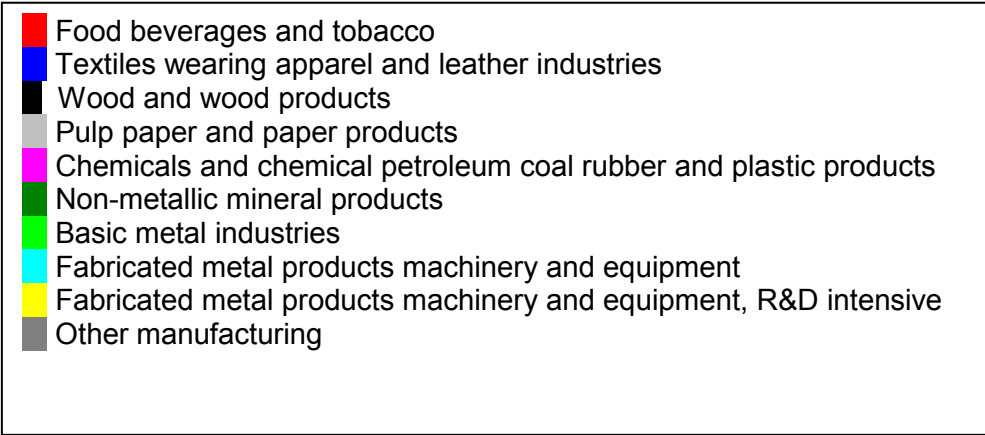 Food beverages and tobacco
Textiles wearing apparel and leather industries
Wood and wood products
Pulp paper and paper products
Chemicals and chemical petroleum coal rubber and plastic products
Non-metallic mineral products
Basic metal industries
Fabricated metal products machinery and equipment
Fabricated metal products machinery and equipment, R&D intensive
Other manufacturing